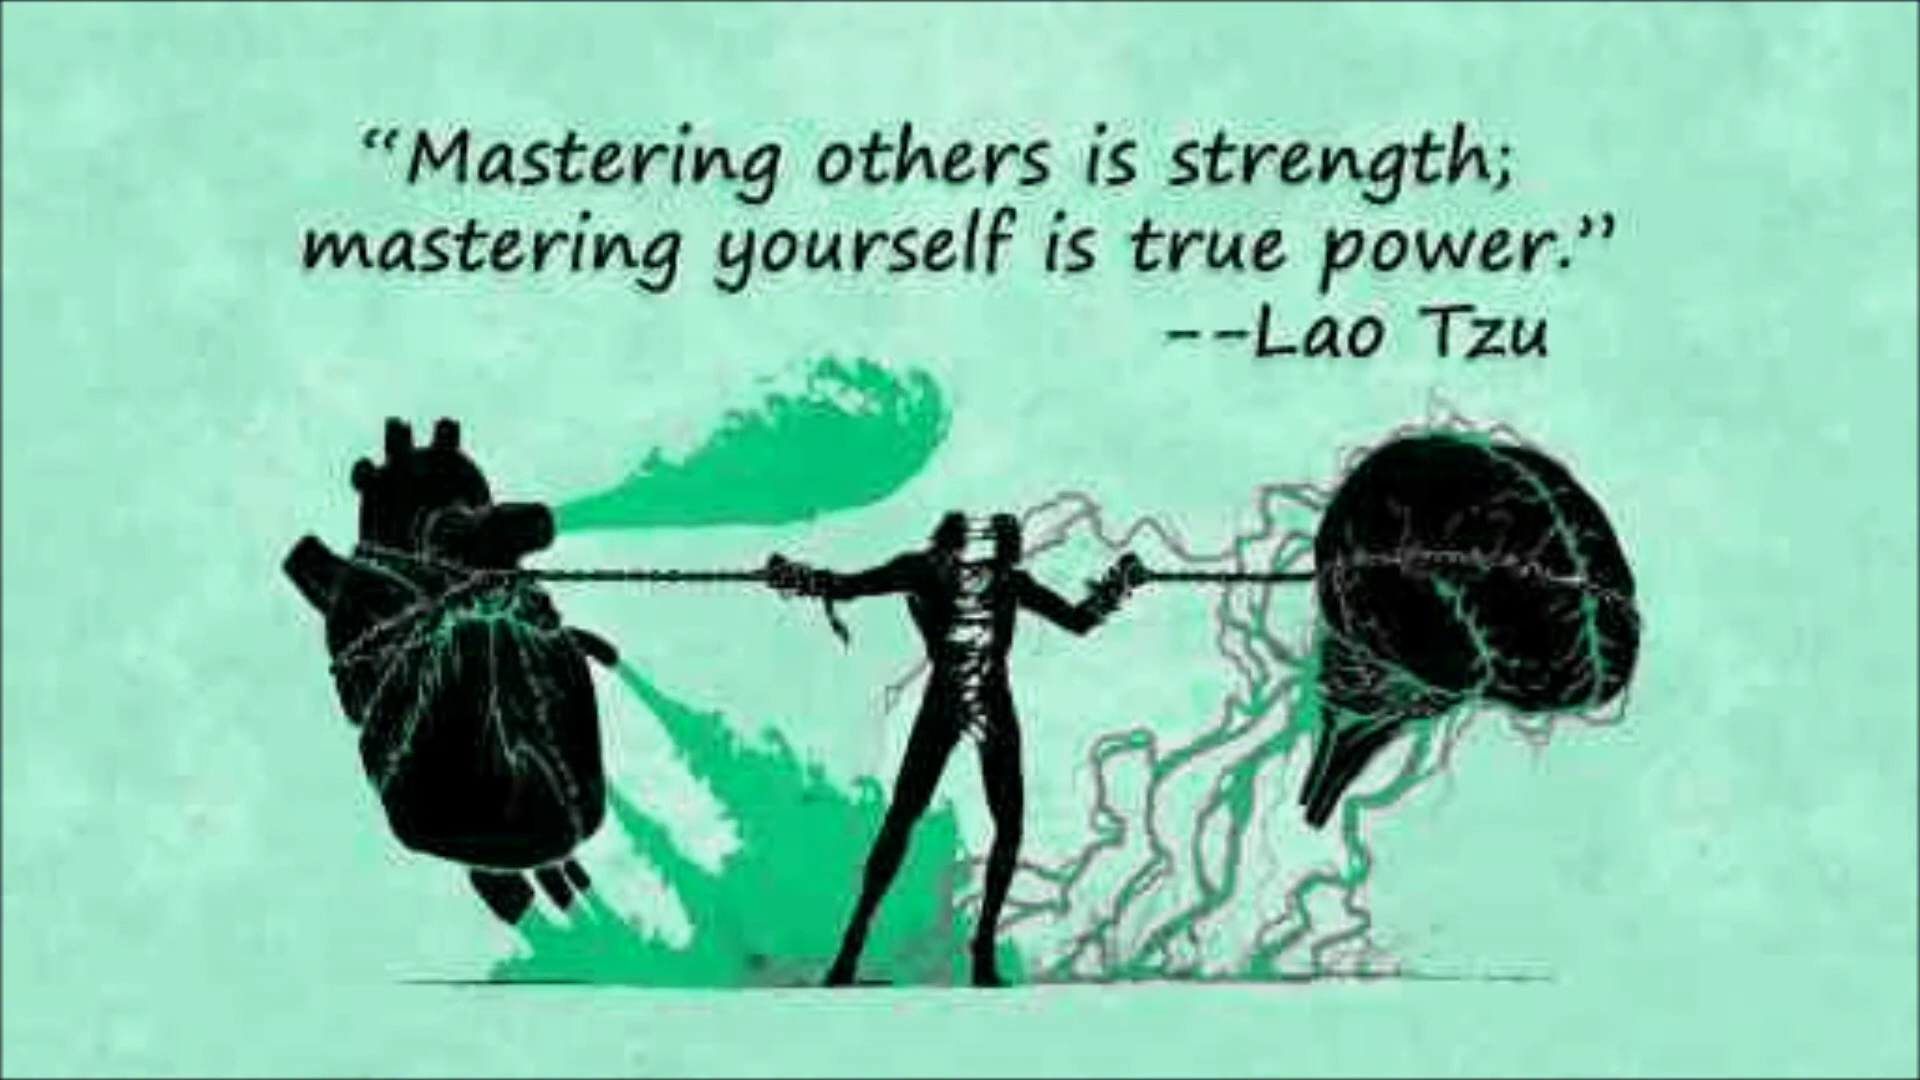 “Mastering others is strength;
mastering yourself is true power.”
--Lao Tzu